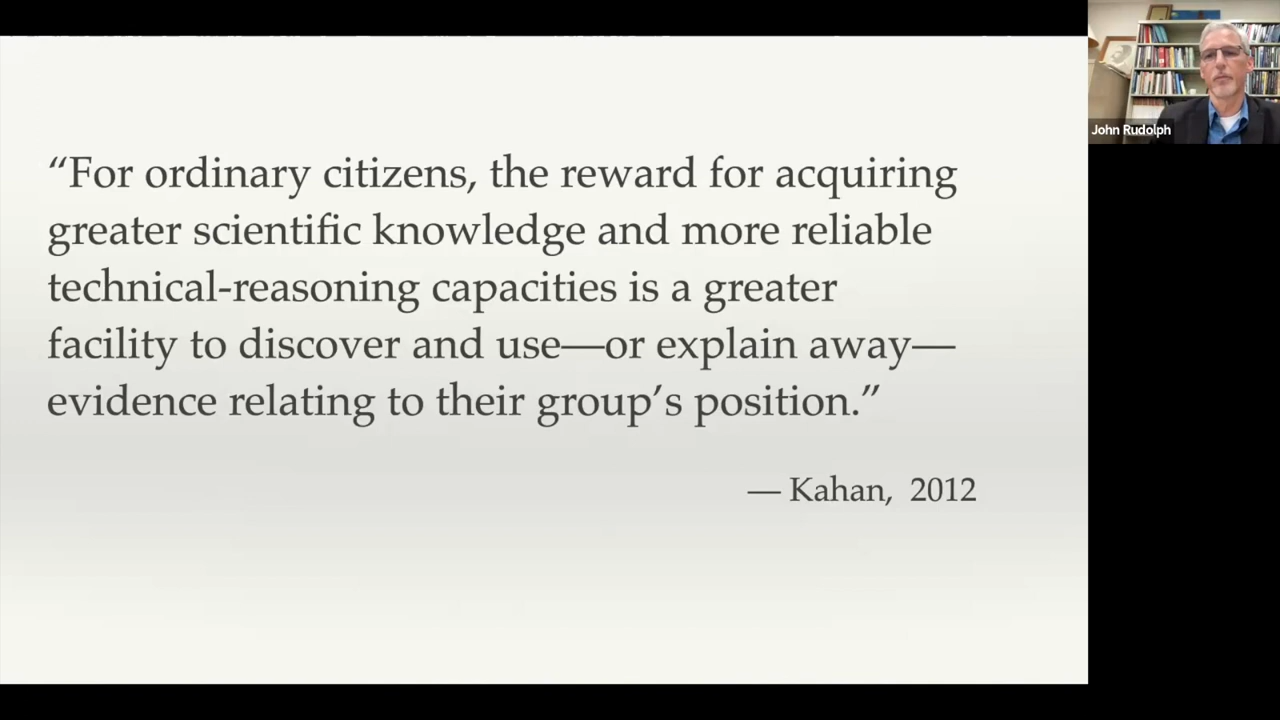 “For ordinary citizens, the reward for acquiring
greater scientific knowledge and more reliable
technical-reasoning capacities is a greater
facility to discover and use—or explain away—
evidence relating to their group’s position.”
— Kahan, 2012
John Rudolph